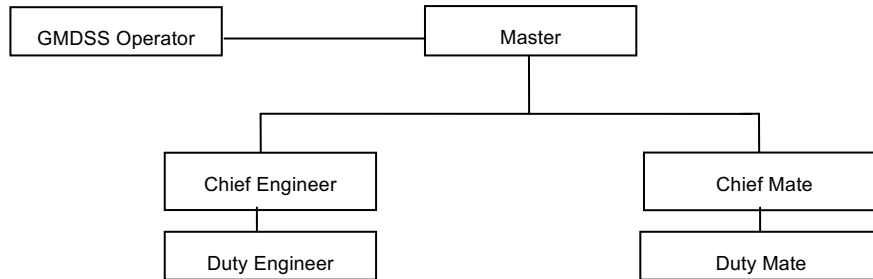 GMDSS Operator
Master
Chief Engineer
Chief Mate
Duty Engineer
Duty Mate